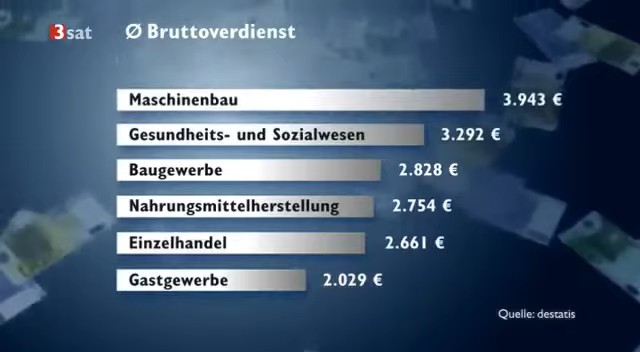 3sat
Ø Bruttoverdienst
Maschinenbau 3.943 €
Gesundheits- und Sozialwesen 3.292 €
Baugewerbe 2.828 €
Nahrungsmittelherstellung 2.754 €
Einzelhandel 2.661 €
Gastgewerbe 2.029 €
Quelle: destatis